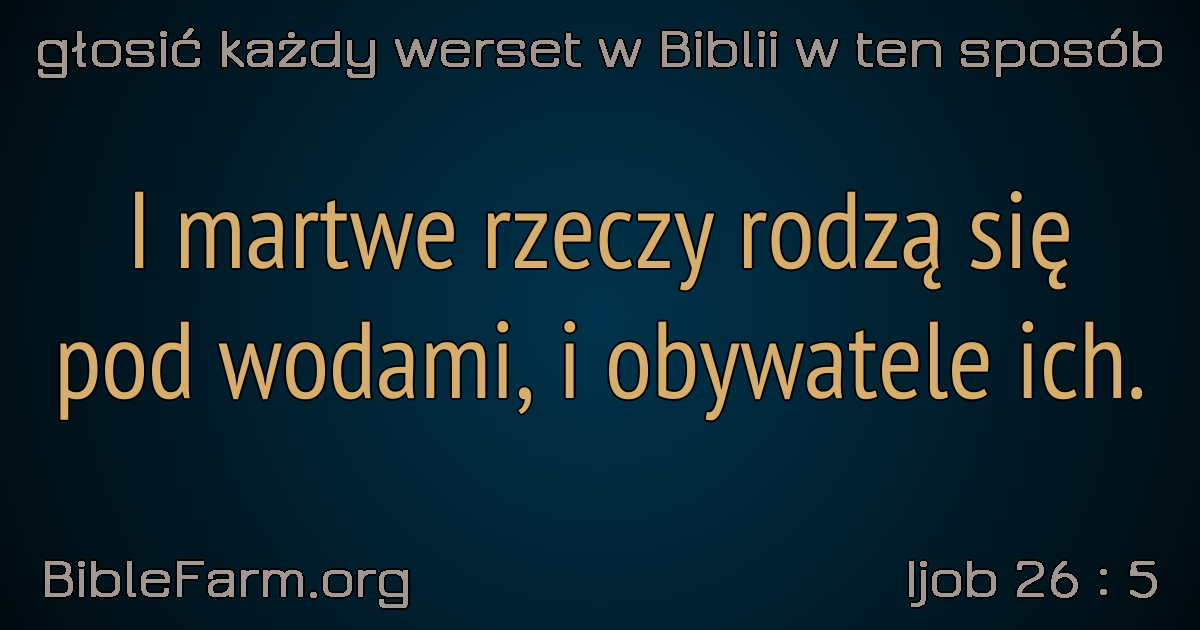 głosić każdy werset w Biblii w ten sposób
I martwe rzeczy rodzą się
pod wodami, i obywatele ich.
BibleFarm.org
Ijob 26 : 5